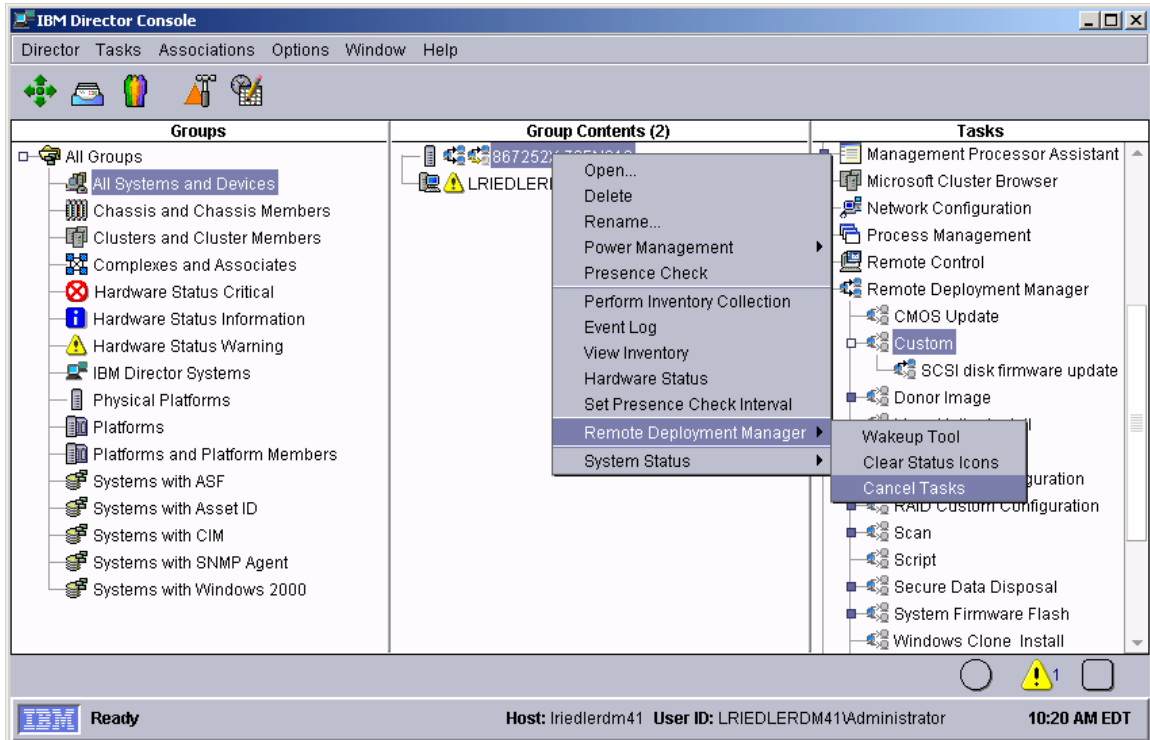 IBM Director Console
Director Tasks Associations Options Window Help
Groups
All Groups
All Systems and Devices
Chassis and Chassis Members
Clusters and Cluster Members
Complexes and Associates
Hardware Status Critical
Hardware Status Information
Hardware Status Warning
IBM Director Systems
Physical Platforms
Platforms
Platforms and Platform Members
Systems with ASF
Systems with Asset ID
Systems with CIM
Systems with SNMP Agent
Systems with Windows 2000
Group Contents (2)
LRIEDLER
Open...
Delete
Rename...
Power Management
Presence Check
Perform Inventory Collection
Event Log
View Inventory
Hardware Status
Set Presence Check Interval
Remote Deployment Manager
System Status
Wakeup Tool
Clear Status Icons
Cancel Tasks
Tasks
Management Processor Assistant
Microsoft Cluster Browser
Network Configuration
Process Management
Remote Control
Remote Deployment Manager
CMOS Update
Custom
SCSI disk firmware update
Donor Image
guration
RAID Custom Configuration
Scan
Script
Secure Data Disposal
System Firmware Flash
Windows Clone Install
1
IBM Ready
Host: lriedlerdm41 User ID: LRIEDLERDM41\Administrator
10:20 AM EDT